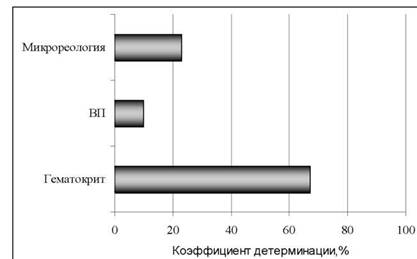 Микрореология
ВП
Гематокрит
0 20 40 60 80 100
Коэффициент детерминации,%